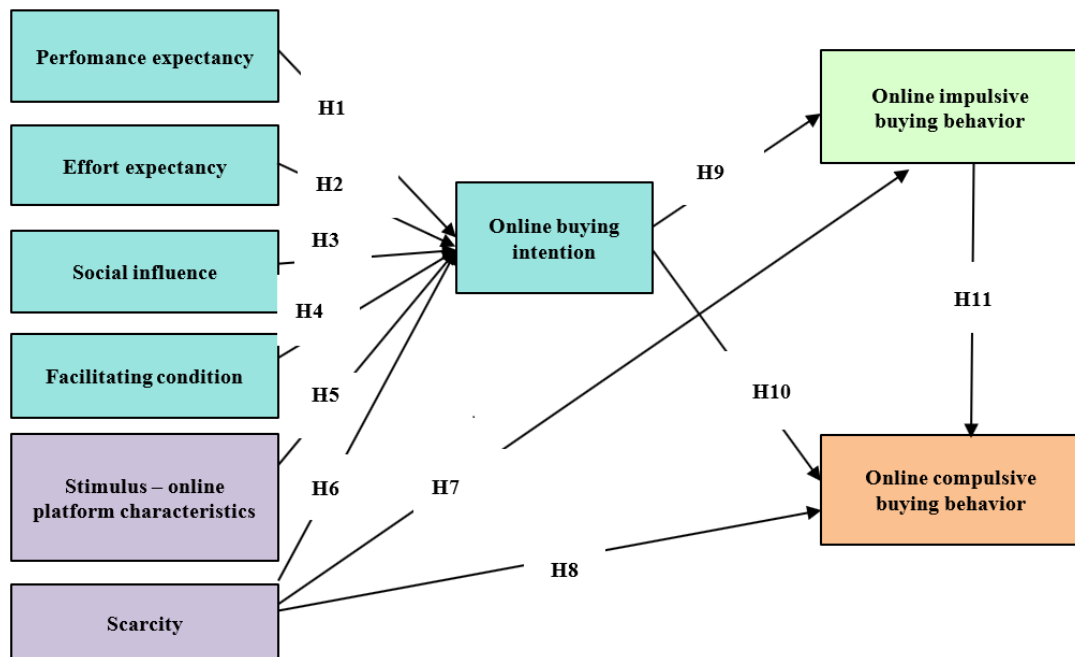 Perfomance expectancy
H1
Effort expectancy
H2
Social influence
H3
H4
Facilitating condition
H5
Stimulus – online
platform characteristics
H6
Scarcity
H7
H8
Online buying
intention
H9
H10
Online impulsive
buying behavior
H11
Online compulsive
buying behavior